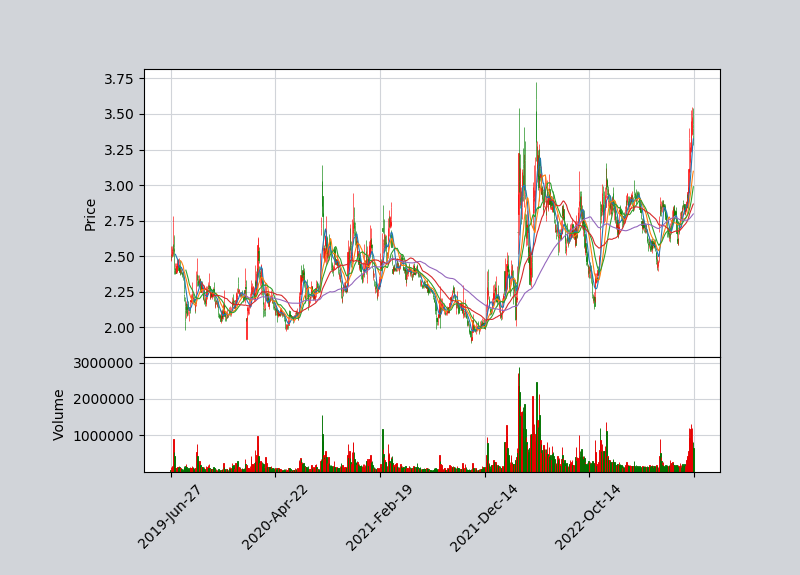 3.75
3.50
3.25
3.00
2.75
2.50
2.25
2.00
Price
3000000
2000000
1000000
Volume
2019-Jun-27
2020-Apr-22
2021-Feb-19
2021-Dec-14
2022-Oct-14